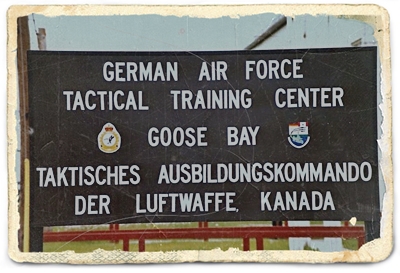 GERMAN AIR FORCE
TACTICAL TRAINING CENTER
GOOSE BAY
TAKTISCHES AUSBILDUNGSKOMMANDO
DER LUFTWAFFE, KANADA